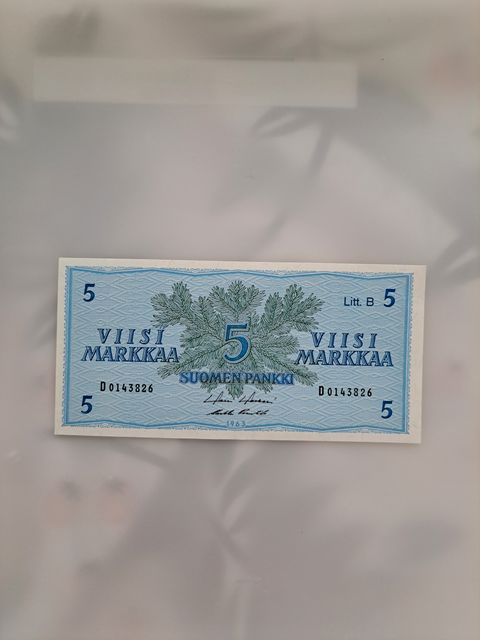 5
Litt. B 5
VIISI
MARKKAA
5
VIISI
MARKKAA
SUOMEN PANKKI
D0143826
D0143826
5
5
1963